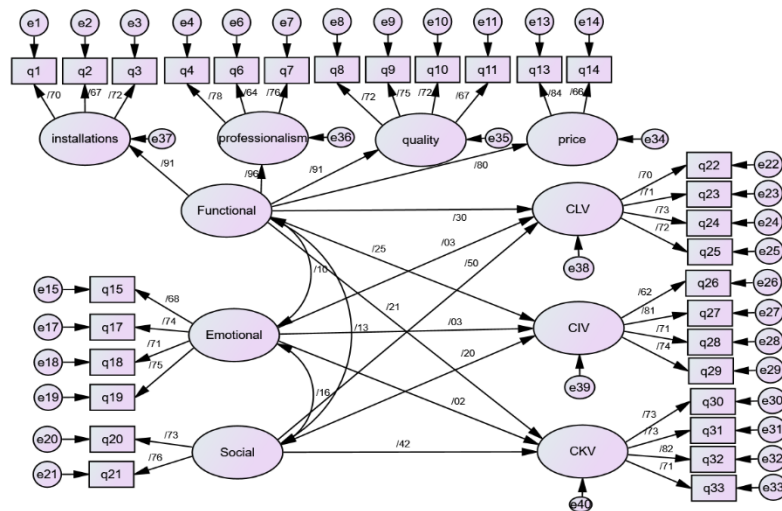 e1 e2 e3 e4 e6 e7 e8 e9 e10 e11 e13 e14
q1 q2 q3 q4 q6 q7 q8 q9 q10 q11 q13 q14
/70 /67 /72 /78 /64 /76 /72 /75 /72 /67 /84 /66
installations e37 professionalism e36 quality e35 price e34
/91 /96 /91 /80
Functional
CLV
/30
/70 q22 e22
/71 q23 e23
/73 q24 e24
/72 q25 e25
e38
/03
/50
/25
/10
/21
/13
e15 q15 /68
e17 q17 /74
e18 q18 /71
e19 q19 /75
Emotional
/03
CIV
/62 q26 e26
/81 q27 e27
/71 q28 e28
/74 q29 e29
e39
/20
/16
/02
e20 q20 /73
e21 q21 /76
Social
/42
CKV
/73 q30 e30
/73 q31 e31
/82 q32 e32
/71 q33 e33
e40